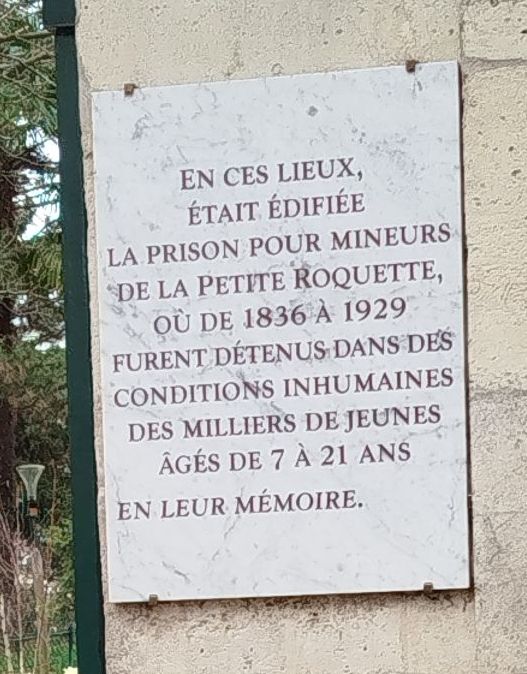 EN CES LIEUX,
ÉTAIT ÉDIFIÉE
LA PRISON POUR MINEURS
DE LA PETITE ROQUETTE,
OÙ DE 1836 À 1929
FURENT DÉTENUS DANS DES
CONDITIONS INHUMAINES
DES MILLIERS DE JEUNES
ÂGÉS DE 7 À 21 ANS
EN LEUR MÉMOIRE.